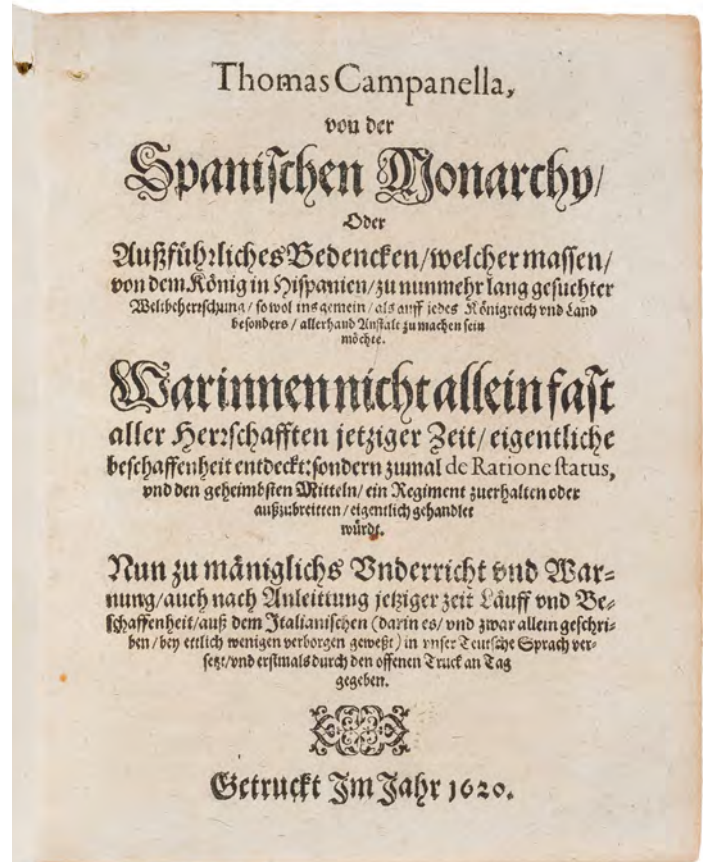 Thomas Campanella,
von der
Spanischen Monarchy/
Oder
Außführliches Bedencken/welcher massen/
von dem König in Hispanien/zu nunmehr lang gesuchter
Weltbeherrschung/sowol ins gemein/als auff jedes Königreich vnd Land
besonders/allerhand Anstalt zu machen sein
möchte.
Warinnen nicht allein fast
aller Herrschafften jetziger Zeit/eigentliche
beschaffenheit entdeckt:sondern zumal de Ratione status,
vnd den geheimbsten Mitteln/ein Regiment zuerhalten oder
außzubreitten/eigentlich gehandlet
würdt.
Nun zu mäniglichs Vnderricht vnd War-
nung/auch nach Anleittung jetziger zeit Läuff vnd Be-
schaffenheit/auß dem Italianischen (darin es/vnd zwar allein geschri-
ben/bey ettlich wenigen verborgen geweßt) in vnser Teutsche Sprach ver-
setzt/vnd erstmals durch den offenen Truck an Tag
gegeben.
Getruckt Im Jahr 1620.